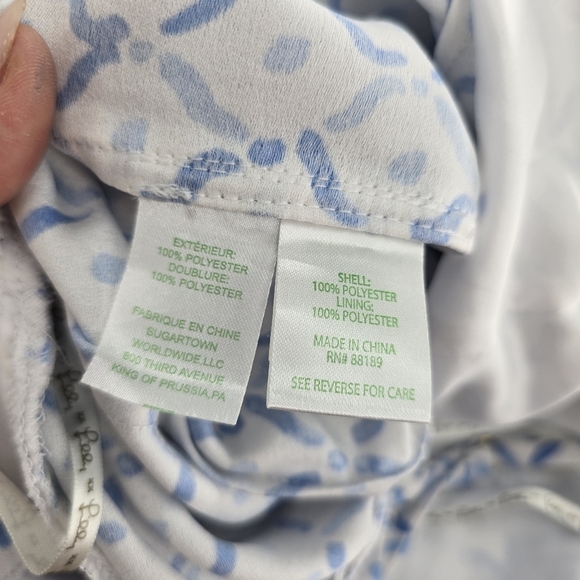 EXTÉRIEUR:
100% POLYESTER
DOUBLURE:
100% POLYESTER
FABRIQUE EN CHINE
SUGARTOWN
WORLDWIDE,LLC
800 THIRD AVENUE
KING OF PRUSSIA,PA
SHELL:
100% POLYESTER
LINING:
100% POLYESTER
MADE IN CHINA
RN# 88189
SEE REVERSE FOR CARE